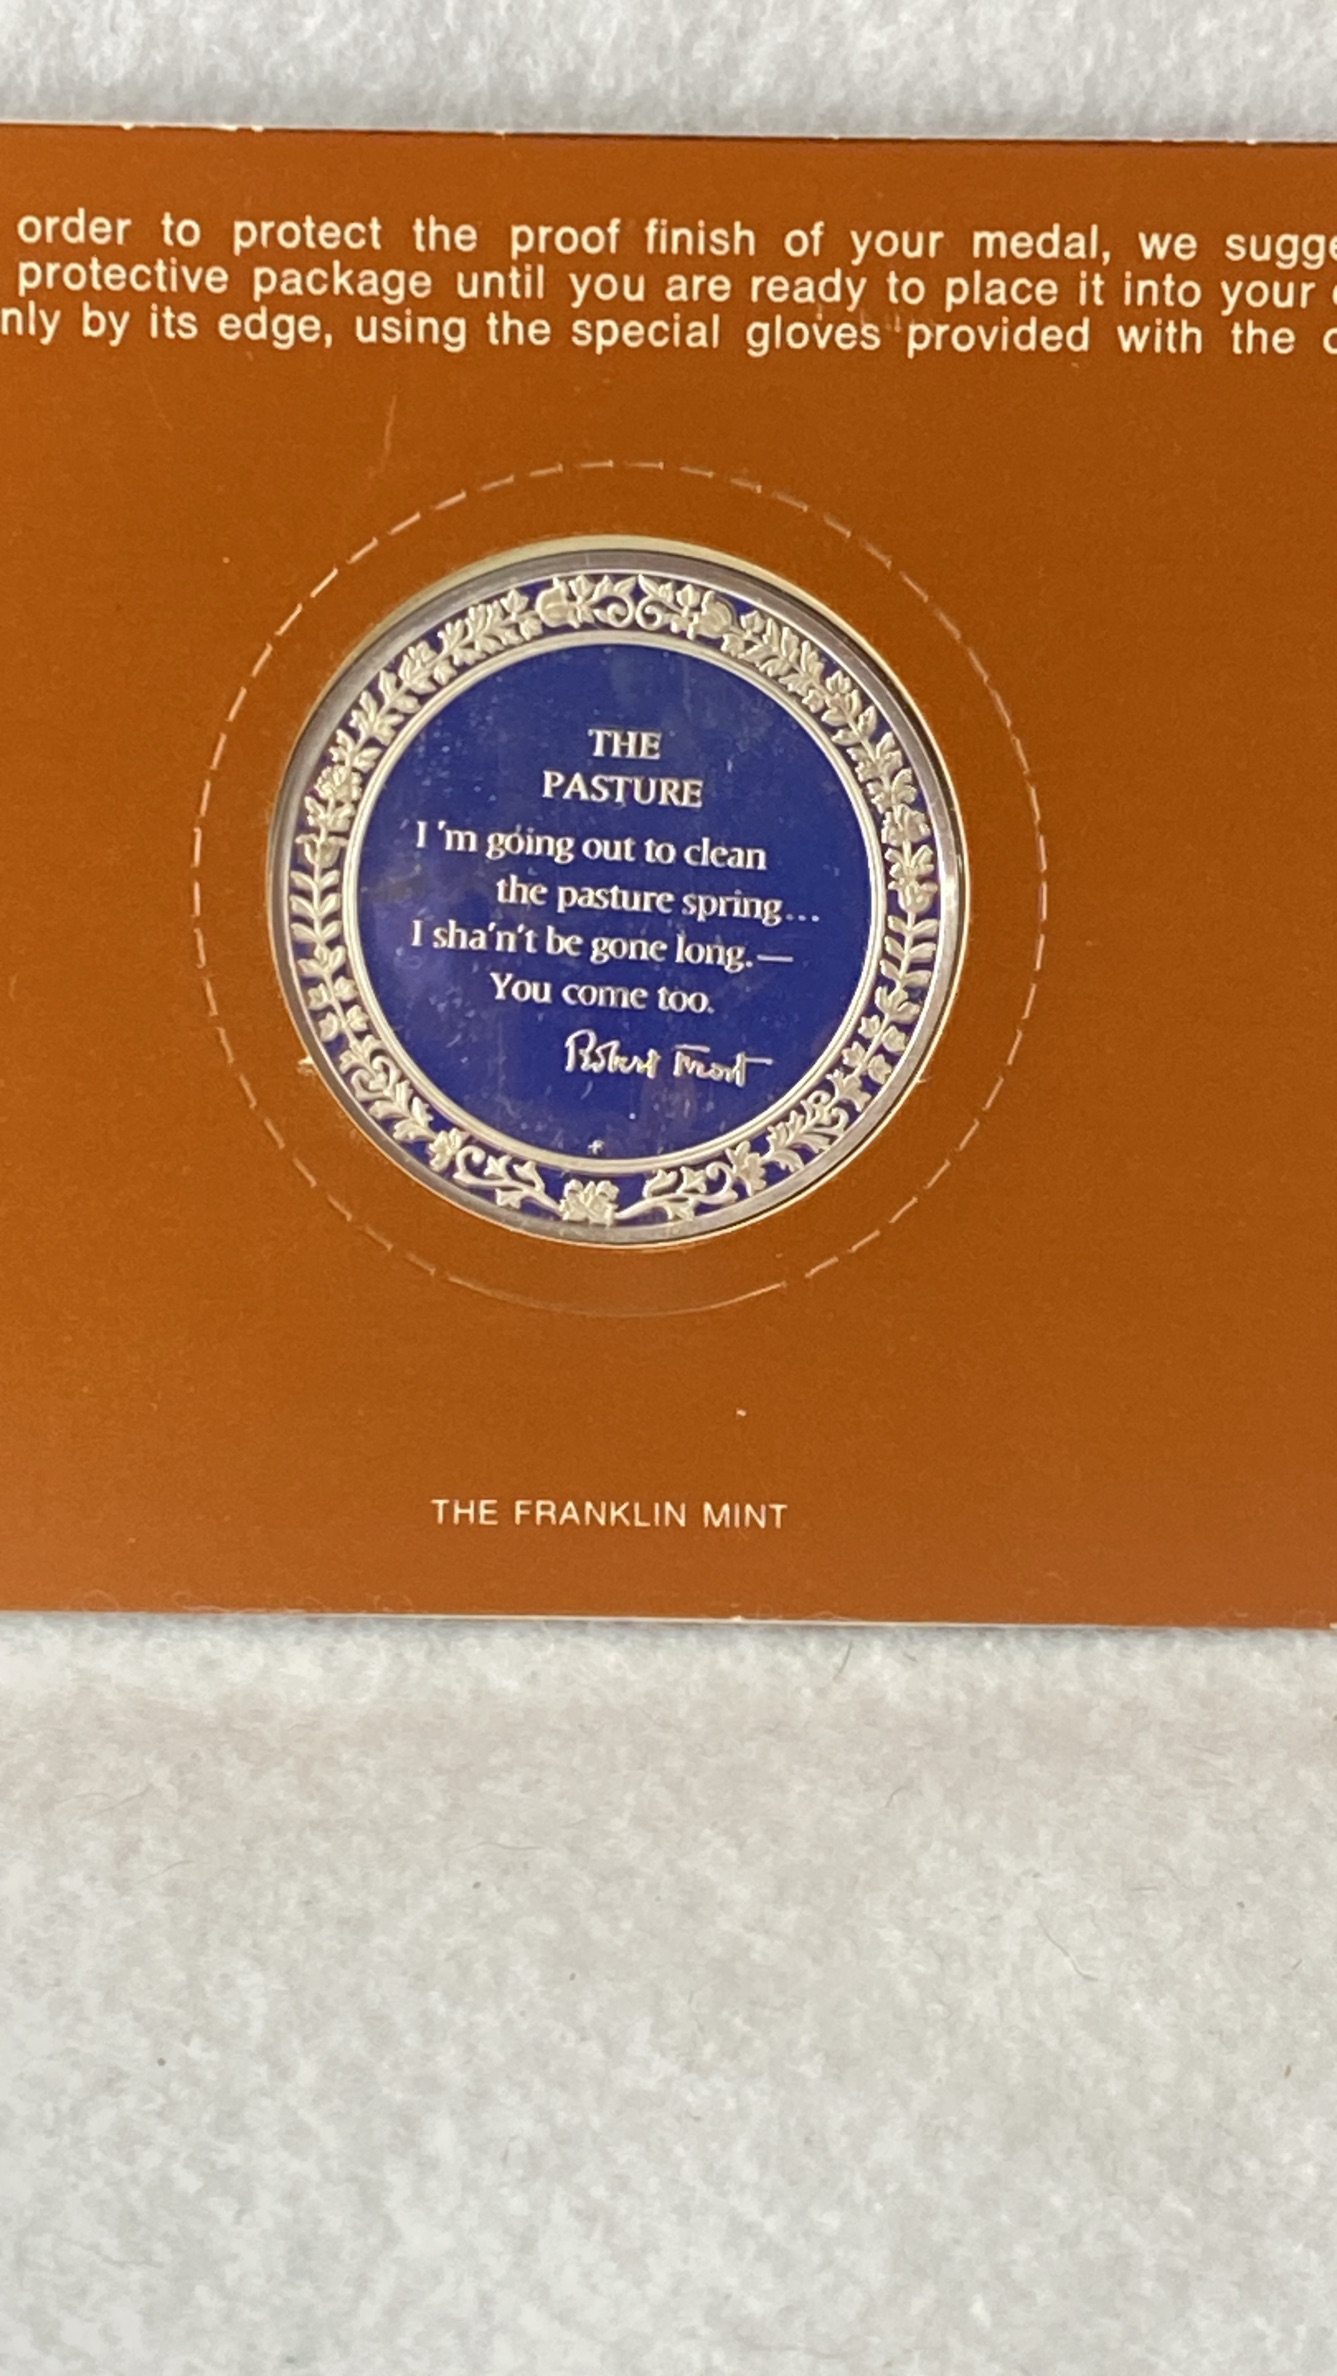 order to protect the proof finish of your medal, we sugge
protective package until you are ready to place it into your
nly by its edge, using the special gloves provided with the
THE
PASTURE
I'm going out to clean
the pasture spring...
I sha'n't be gone long.—
You come too.
Robert Frost
THE FRANKLIN MINT